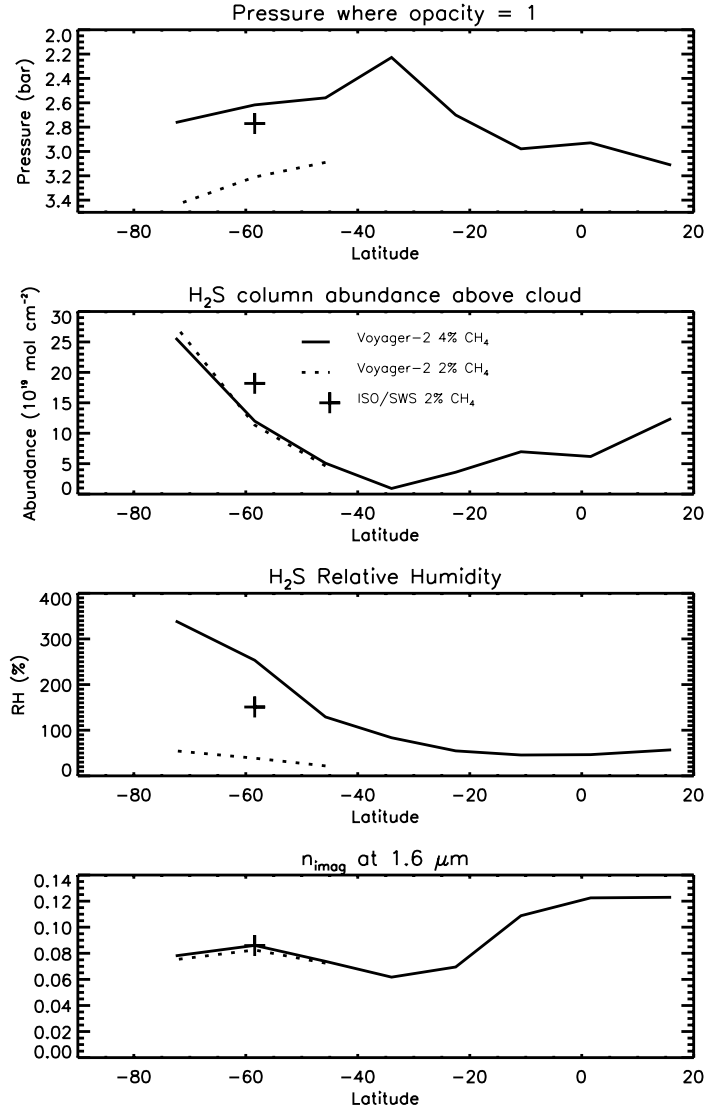 Pressure where opacity = 1
2.0
2.2
2.4
2.6
2.8
3.0
3.2
3.4
Pressure (bar)
−80 −60 −40 −20 0 20
Latitude
H₂S column abundance above cloud
30
25
20
15
10
5
0
Abundance (10¹⁹ mol cm⁻²)
Voyager−2 4% CH₄
Voyager−2 2% CH₄
ISO/SWS 2% CH₄
−80 −60 −40 −20 0 20
Latitude
H₂S Relative Humidity
400
300
200
100
0
RH (%)
−80 −60 −40 −20 0 20
Latitude
nᵢₘₐg at 1.6 μm
0.14
0.12
0.10
0.08
0.06
0.04
0.02
0.00
−80 −60 −40 −20 0 20
Latitude